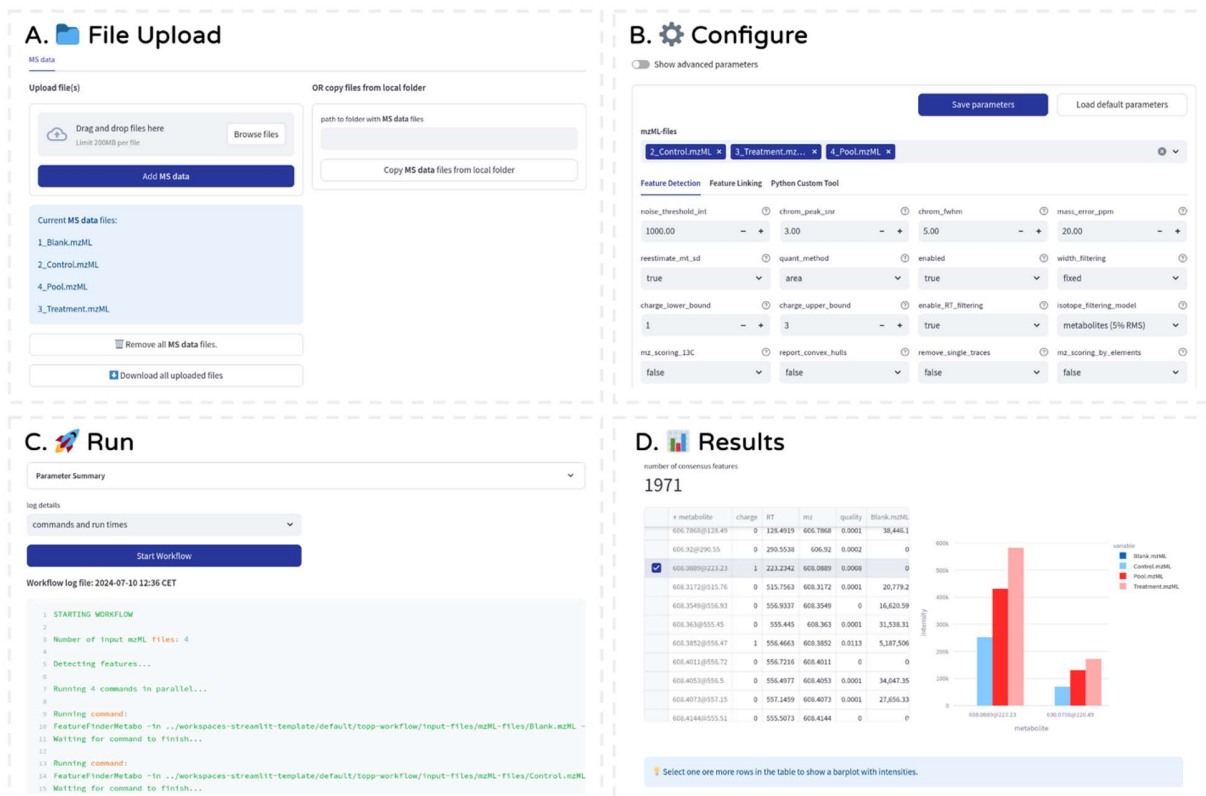 A. File Upload
MS data
Upload file(s)
Drag and drop files here
Limit 200MB per file
Browse files
Add MS data
OR copy files from local folder
path to folder with MS data files
Copy MS data files from local folder
Current MS data files:
1_Blank.mzML
2_Control.mzML
4_Pool.mzML
3_Treatment.mzML
Remove all MS data files.
Download all uploaded files
B. Configure
Show advanced parameters
Save parameters
Load default parameters
mzML-files
2_Control.mzML × 3_Treatment.mz... × 4_Pool.mzML ×
Feature Detection Feature Linking Python Custom Tool
noise_threshold_int chrom_peak_snr chrom_fwhm mass_error_ppm
1000.00 − + 3.00 − + 5.00 − + 20.00 − +
reestimate_mt_sd quant_method enabled width_filtering
true area true fixed
charge_lower_bound charge_upper_bound enable_RT_filtering isotope_filtering_model
1 − + 3 − + true metabolites (5% RMS)
mz_scoring_13C report_convex_hulls remove_single_traces mz_scoring_by_elements
false false false false
C. Run
Parameter Summary
log details
commands and run times
Start Workflow
Workflow log file: 2024-07-10 12:36 CET
1 STARTING WORKFLOW
2
3 Number of input mzML files: 4
4
5 Detecting features...
6
7 Running 4 commands in parallel...
8
9 Running command:
10 FeatureFinderMetabo -in ../workspaces-streamlit-template/default/topp-workflow/input-files/mzML-files/Blank.mzML -
11 Waiting for command to finish...
12
13 Running command:
14 FeatureFinderMetabo -in ../workspaces-streamlit-template/default/topp-workflow/input-files/mzML-files/Control.mzML
15 Waiting for command to finish...
D. Results
number of consensus features
1971
metabolite charge RT mz quality Blank.mzML
606.7868@128.49 0 128.4919 606.7868 0.0001 38,446.1
606.92@290.55 0 290.5538 606.92 0.0002 0
608.0889@223.23 1 223.2342 608.0889 0.0008 0
608.3172@515.76 0 515.7563 608.3172 0.0001 20,779.2
608.3549@556.93 0 556.9337 608.3549 0 16,620.59
608.363@555.45 0 555.445 608.363 0.0001 31,538.31
608.3852@556.47 1 556.4663 608.3852 0.0113 5,187,506
608.4011@556.72 0 556.7216 608.4011 0 0
608.4053@556.5 0 556.4977 608.4053 0.0001 34,047.35
608.4073@557.15 0 557.1459 608.4073 0.0001 27,656.33
608.4144@555.51 0 555.5073 608.4144 0 0
600k
500k
400k
300k
200k
100k
0
intensity
608.0889@223.23
metabolite
variable
Blank.mzML
Control.mzML
Pool.mzML
Treatment.mzML
Select one ore more rows in the table to show a barplot with intensities.